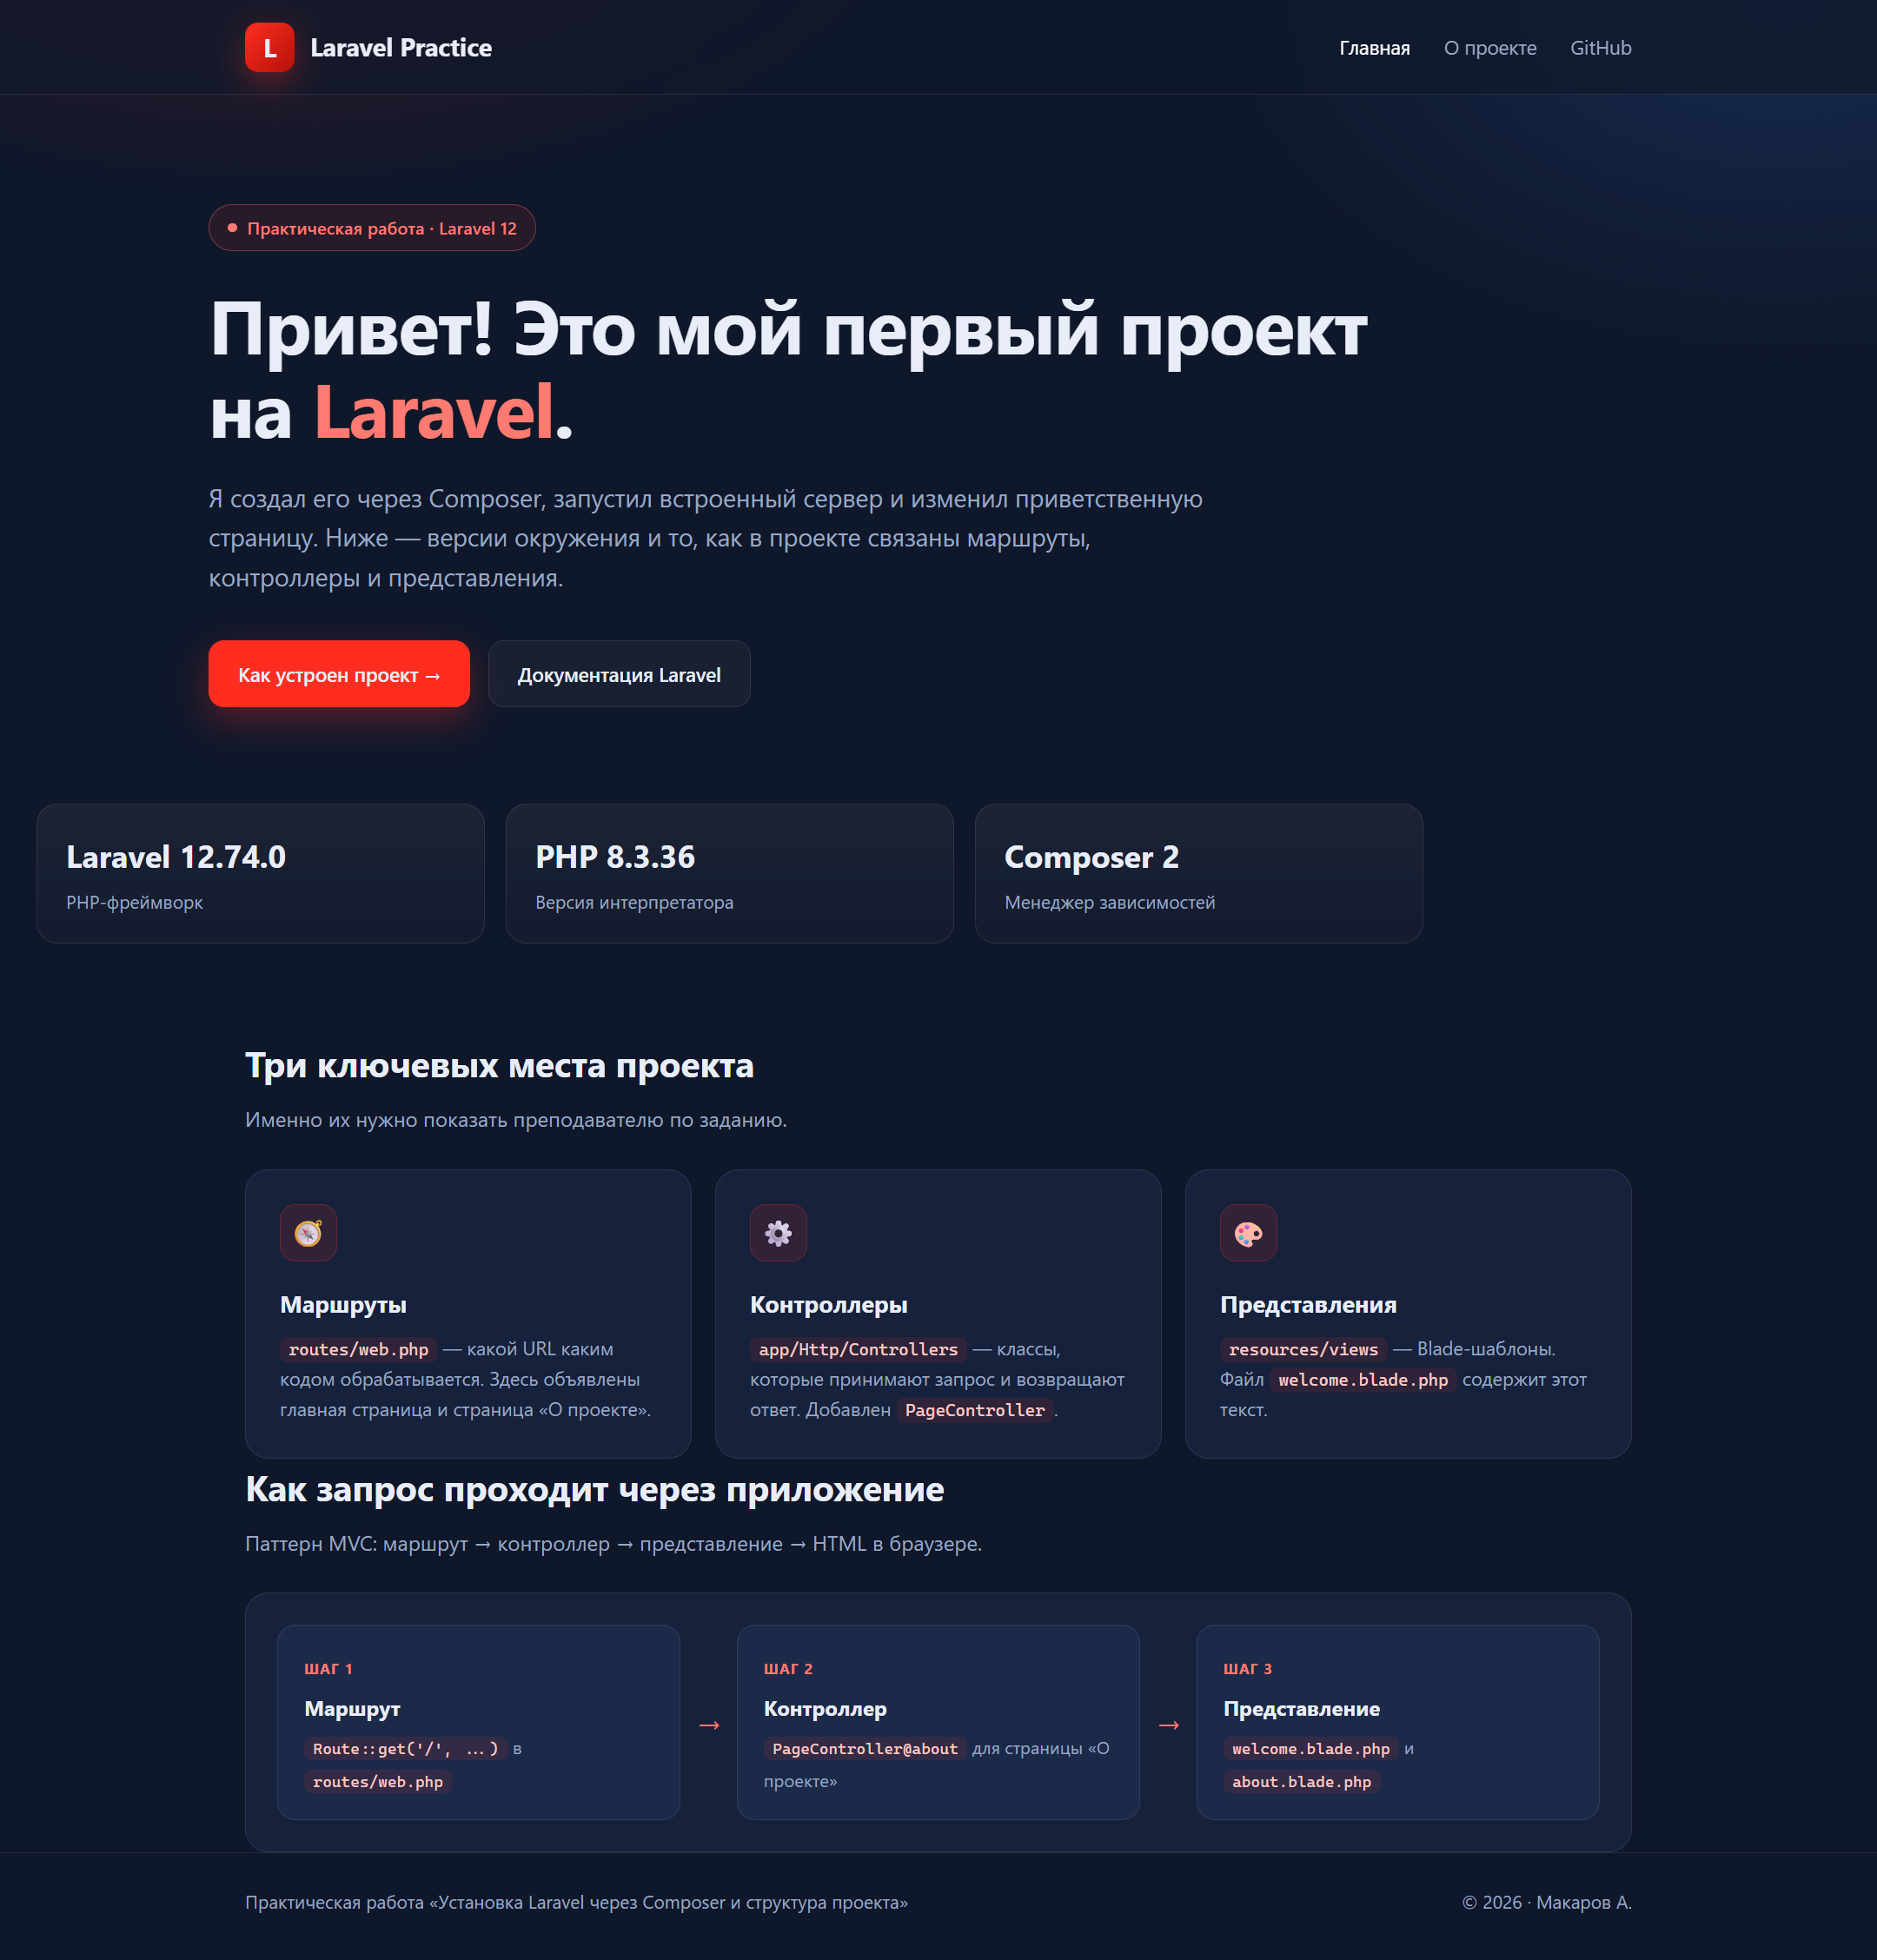 L
Laravel Practice
Главная
О проекте
GitHub
Практическая работа · Laravel 12
Привет! Это мой первый проект
на Laravel.
Я создал его через Composer, запустил встроенный сервер и изменил приветственную
страницу. Ниже — версии окружения и то, как в проекте связаны маршруты,
контроллеры и представления.
Как устроен проект →
Документация Laravel
Laravel 12.74.0
PHP-фреймворк
PHP 8.3.36
Версия интерпретатора
Composer 2
Менеджер зависимостей
Три ключевых места проекта
Именно их нужно показать преподавателю по заданию.
Маршруты
routes/web.php — какой URL каким
кодом обрабатывается. Здесь объявлены
главная страница и страница «О проекте».
Контроллеры
app/Http/Controllers — классы,
которые принимают запрос и возвращают
ответ. Добавлен PageController.
Представления
resources/views — Blade-шаблоны.
Файл welcome.blade.php содержит этот
текст.
Как запрос проходит через приложение
Паттерн MVC: маршрут → контроллер → представление → HTML в браузере.
ШАГ 1
Маршрут
Route::get('/', ...) в
routes/web.php
→
ШАГ 2
Контроллер
PageController@about для страницы «О
проекте»
→
ШАГ 3
Представление
welcome.blade.php и
about.blade.php
Практическая работа «Установка Laravel через Composer и структура проекта»
© 2026 · Макаров А.